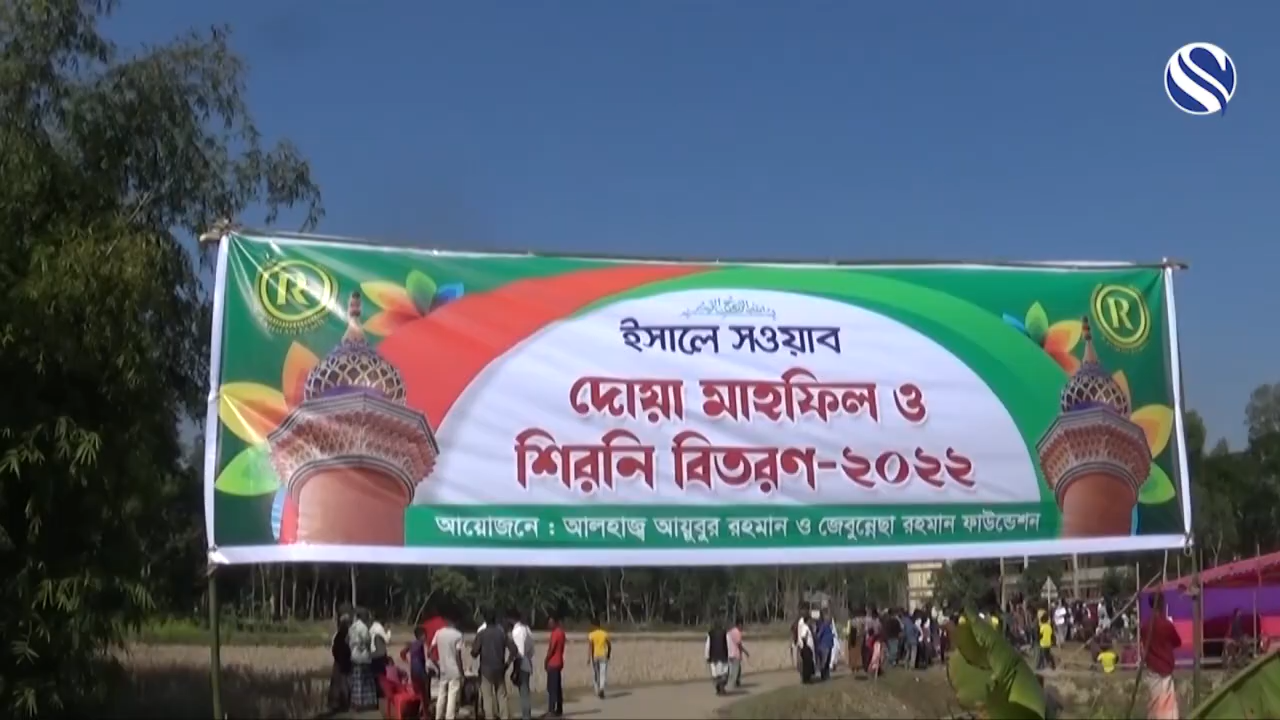 R
R
ইসালে সওয়াব
দোয়া মাহফিল ও
শিরনি বিতরণ-২০২২
আয়োজনে : আলহাজ্ব আয়ুবুর রহমান ও জেবুন্নেছা রহমান ফাউন্ডেশন